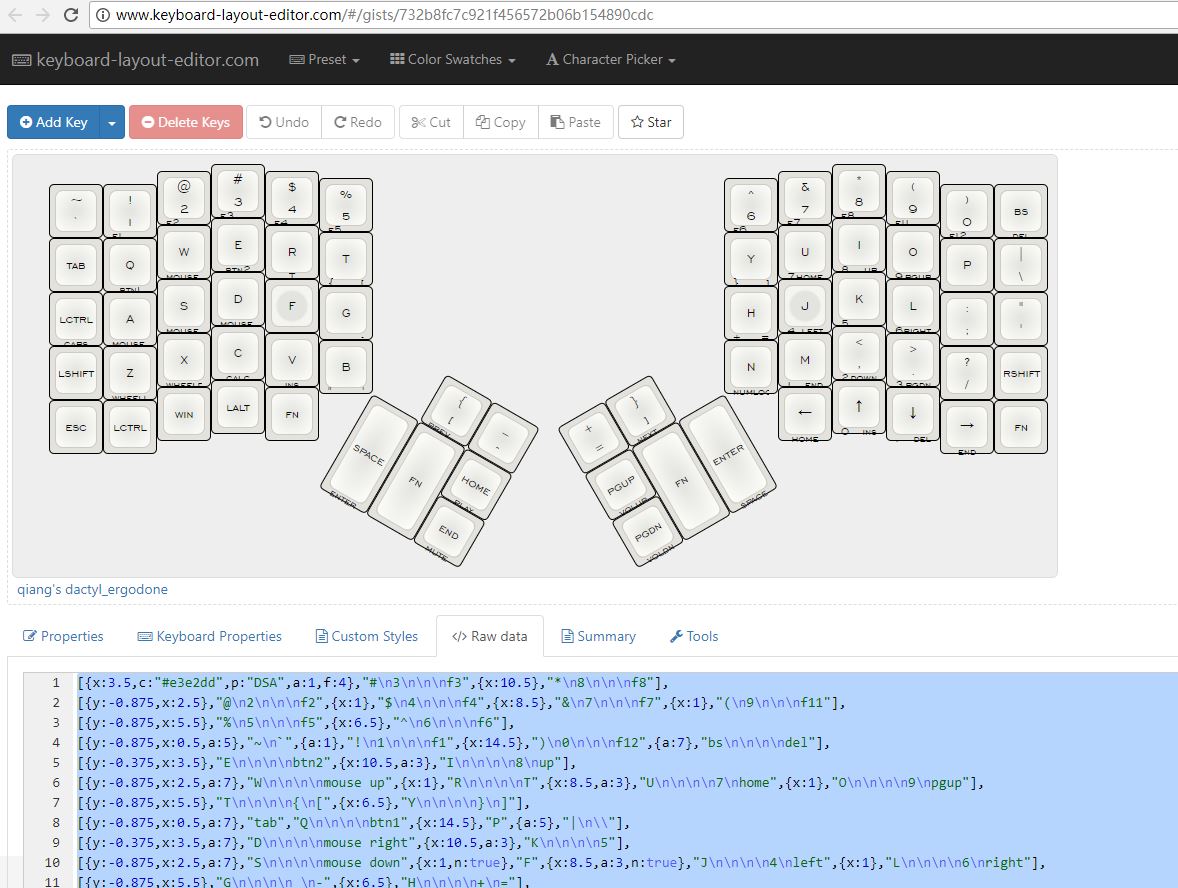 www.keyboard-layout-editor.com/#/gists/732b8fc7c921f456572b06b154890cdc
keyboard-layout-editor.com Preset Color Swatches A Character Picker
Add Key Delete Keys Undo Redo Cut Copy Paste Star
# *
3 8
F3 F8
@ $ & (
2 4 7 9
F2 F4 F7 F11
% ^
5 6
F5 F6
~ ! )
` 1 0 BS
F1 F12 DEL
E I
BTN2 8 UP
W R U O
MOUSE T 7 HOME 9 PGUP
T Y
{ [ } ]
TAB Q P |
BTN1 \
D K
MOUSE 5
S F J L
MOUSE 4 LEFT 6 RIGHT
G H
- + =
LCTRL A : "
CAPS MOUSE ; '
C < 
CALC , 2 DOWN
X V M >
WHEEL INS 1 END . 3 PGDN
B N
" NUMLOC
LSHIFT Z ? RSHIFT
WHEEL /
LALT ↑
0 INS
WIN FN ← ↓
HOME . DEL
ESC LCTRL → FN
END
{ [ PREV } ] NEXT
SPACE ENTER FN HOME PLAY END MUTE
+ = PGUP VOLUP PGDN VOLDN FN ENTER SPACE
qiang's dactyl_ergodone
Properties Keyboard Properties Custom Styles </> Raw data Summary Tools
1 [{x:3.5,c:"#e3e2dd",p:"DSA",a:1,f:4},"#\n3\n\n\n\nf3",{x:10.5},"*\n8\n\n\n\nf8"],
2 [{y:-0.875,x:2.5},"@\n2\n\n\n\nf2",{x:1},"$\n4\n\n\n\nf4",{x:8.5},"&\n7\n\n\n\nf7",{x:1},"(\n9\n\n\n\nf11"],
3 [{y:-0.875,x:5.5},"%\n5\n\n\n\nf5",{x:6.5},"^\n6\n\n\n\nf6"],
4 [{y:-0.875,x:0.5,a:5},"~\n`",{a:1},"!\n1\n\n\n\nf1",{x:14.5},")\n0\n\n\n\nf12",{a:7},"bs\n\n\n\n\ndel"],
5 [{y:-0.375,x:3.5},"E\n\n\n\n\nbtn2",{x:10.5,a:3},"I\n\n\n\n\n8\nup"],
6 [{y:-0.875,x:2.5,a:7},"W\n\n\n\n\nmouse up",{x:1},"R\n\n\n\n\nT",{x:8.5,a:3},"U\n\n\n\n\n7\nhome",{x:1},"O\n\n\n\n\n9\npgup"],
7 [{y:-0.875,x:5.5},"T\n\n\n\n\n{\n[",{x:6.5},"Y\n\n\n\n\n}\n]"],
8 [{y:-0.875,x:0.5,a:7},"tab","Q\n\n\n\n\nbtn1",{x:14.5},"P",{a:5},"|\n\\"],
9 [{y:-0.375,x:3.5,a:7},"D\n\n\n\n\nmouse right",{x:10.5,a:3},"K\n\n\n\n\n5"],
10 [{y:-0.875,x:2.5,a:7},"S\n\n\n\n\nmouse down",{x:1,n:true},"F",{x:8.5,a:3,n:true},"J\n\n\n\n\n4\nleft",{x:1},"L\n\n\n\n\n6\nright"],
11 [{y:-0.875,x:5.5},"G\n\n\n\n\n_\n-",{x:6.5},"H\n\n\n\n\n+\n="],